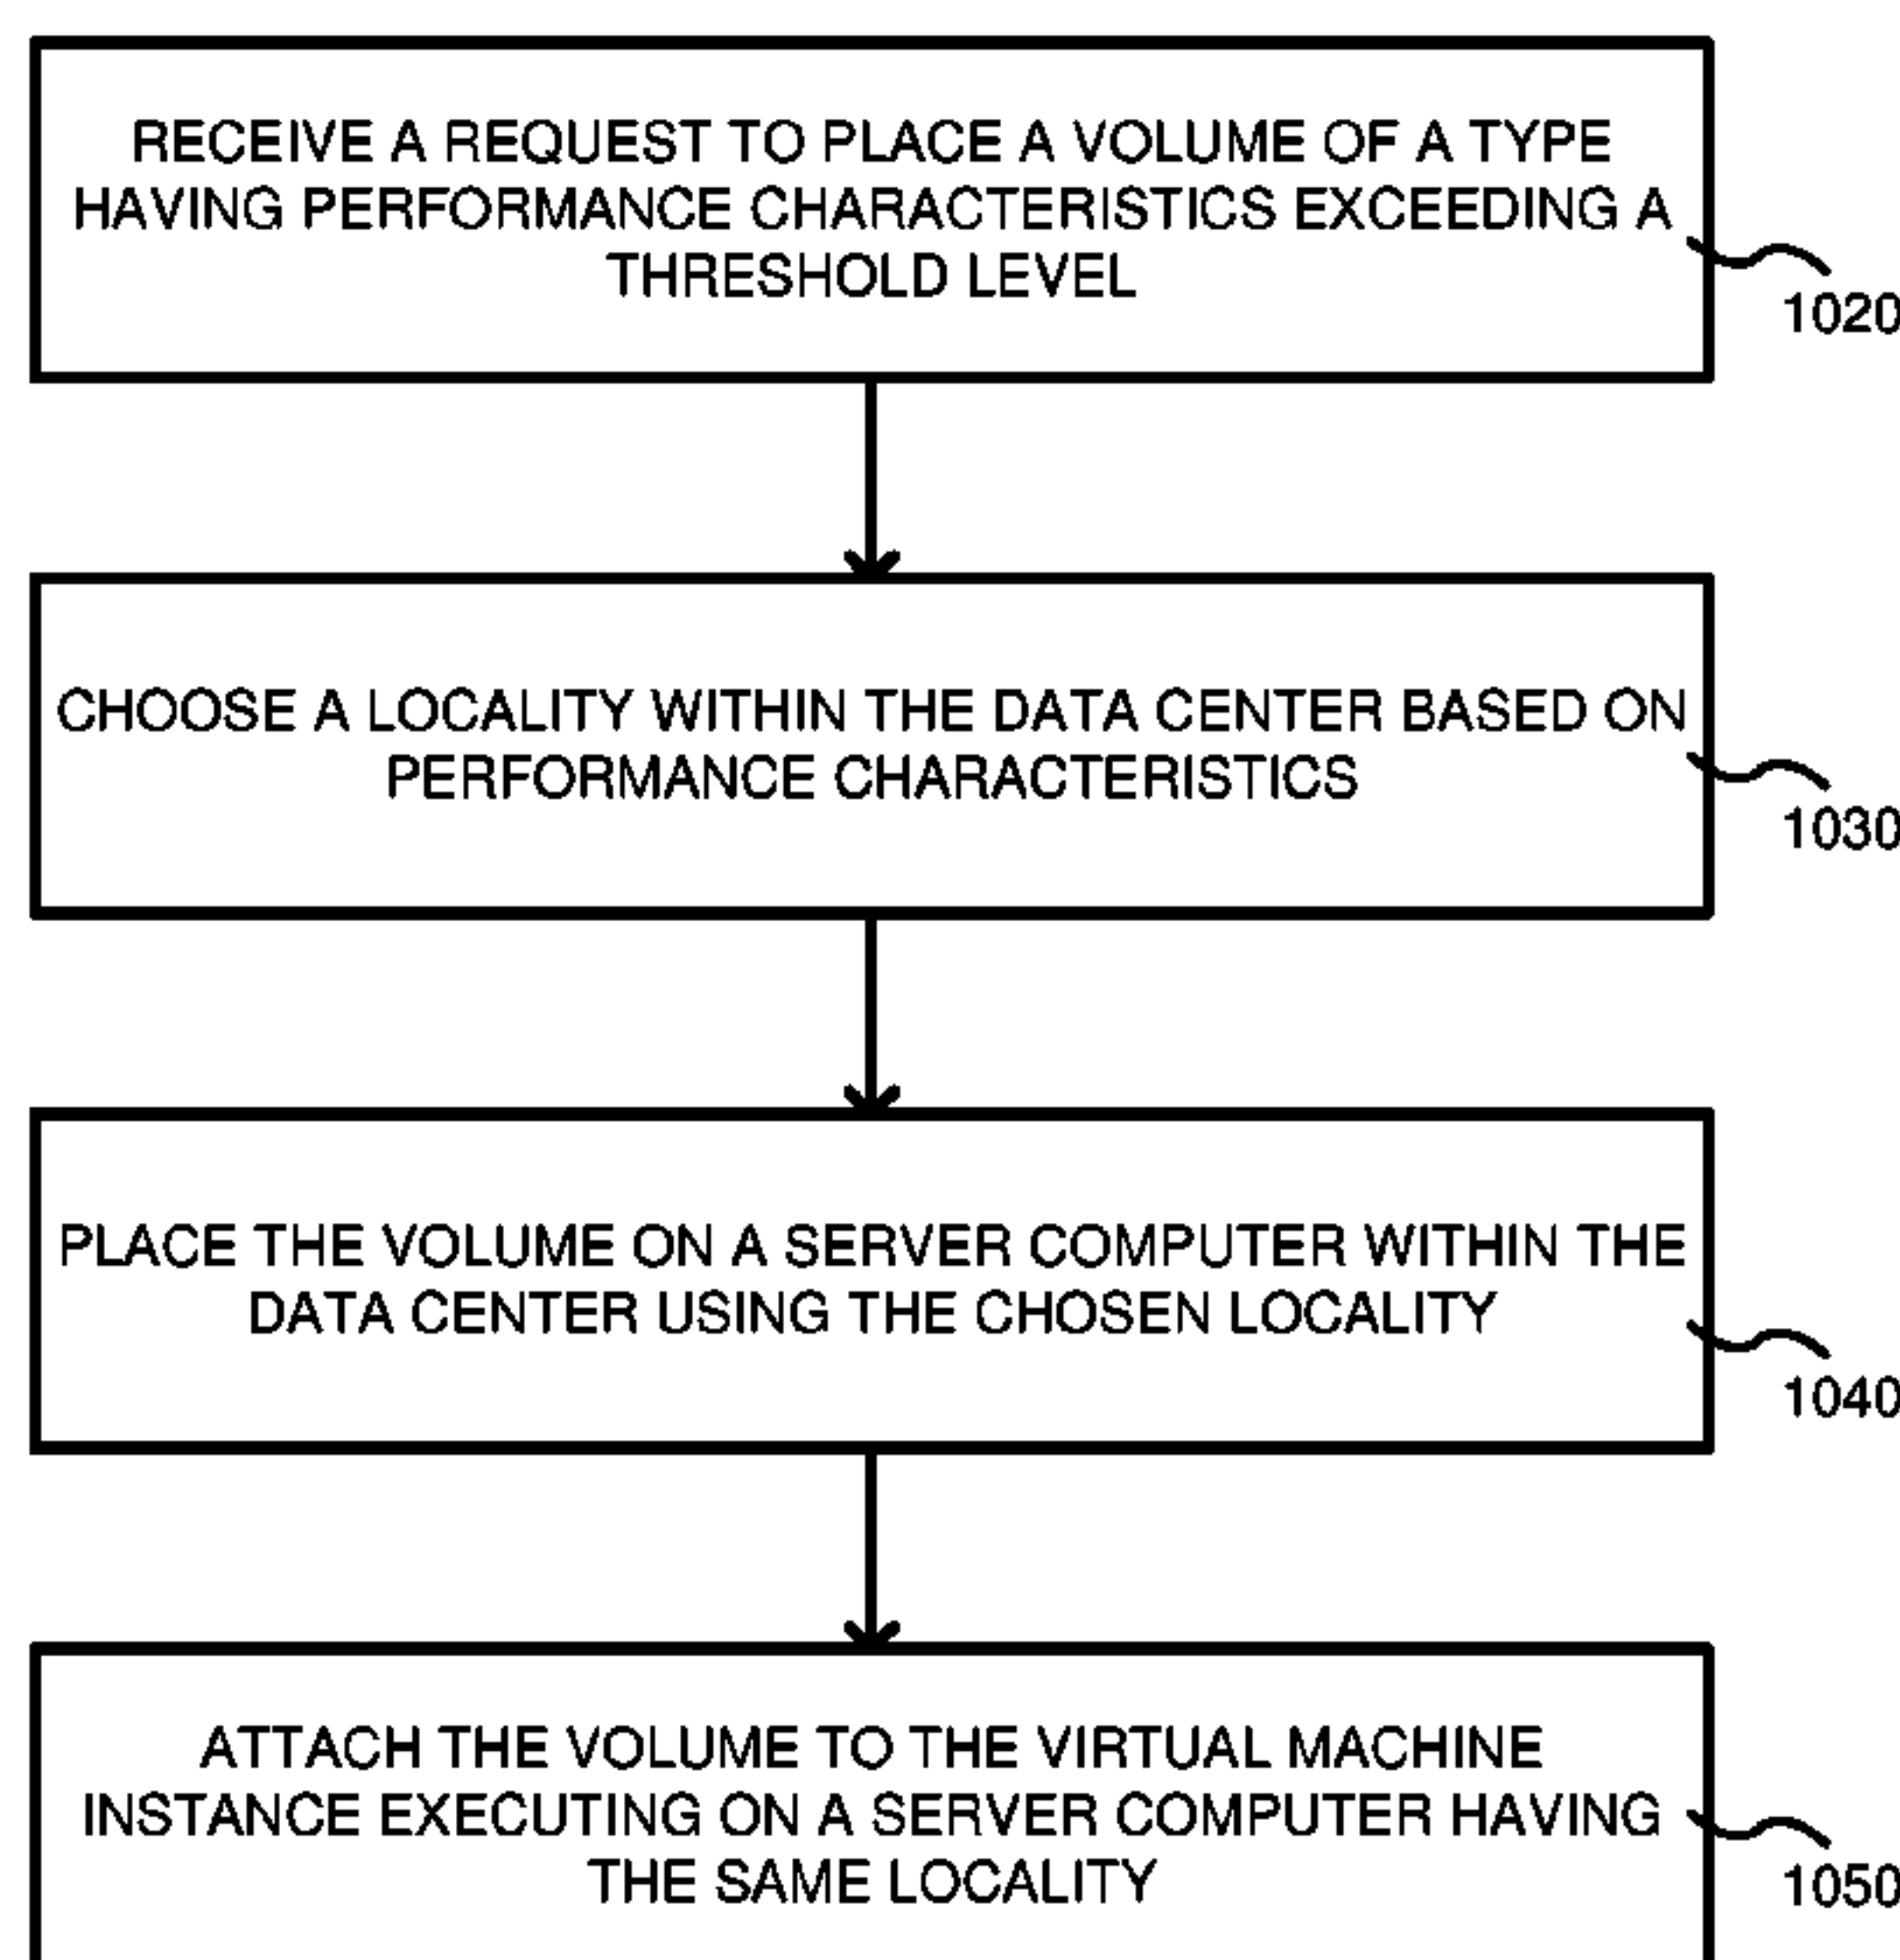 RECEIVE A REQUEST TO PLACE A VOLUME OF A TYPE
HAVING PERFORMANCE CHARACTERISTICS EXCEEDING A
THRESHOLD LEVEL
1020
CHOOSE A LOCALITY WITHIN THE DATA CENTER BASED ON
PERFORMANCE CHARACTERISTICS
1030
PLACE THE VOLUME ON A SERVER COMPUTER WITHIN THE
DATA CENTER USING THE CHOSEN LOCALITY
1040
ATTACH THE VOLUME TO THE VIRTUAL MACHINE
INSTANCE EXECUTING ON A SERVER COMPUTER HAVING
THE SAME LOCALITY
1050